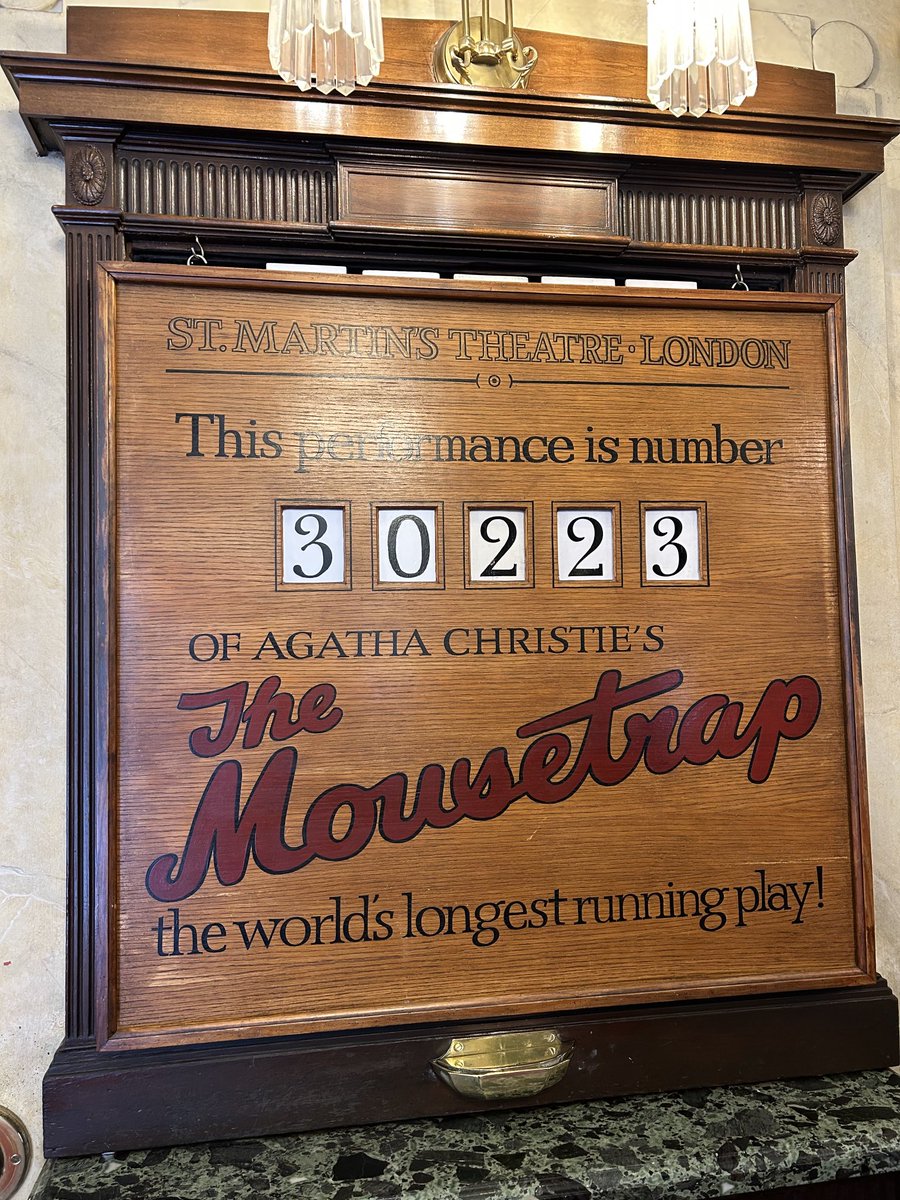 ST. MARTIN'S THEATRE · LONDON
This performance is number
30223
OF AGATHA CHRISTIE'S
The
Mousetrap
the world's longest running play!